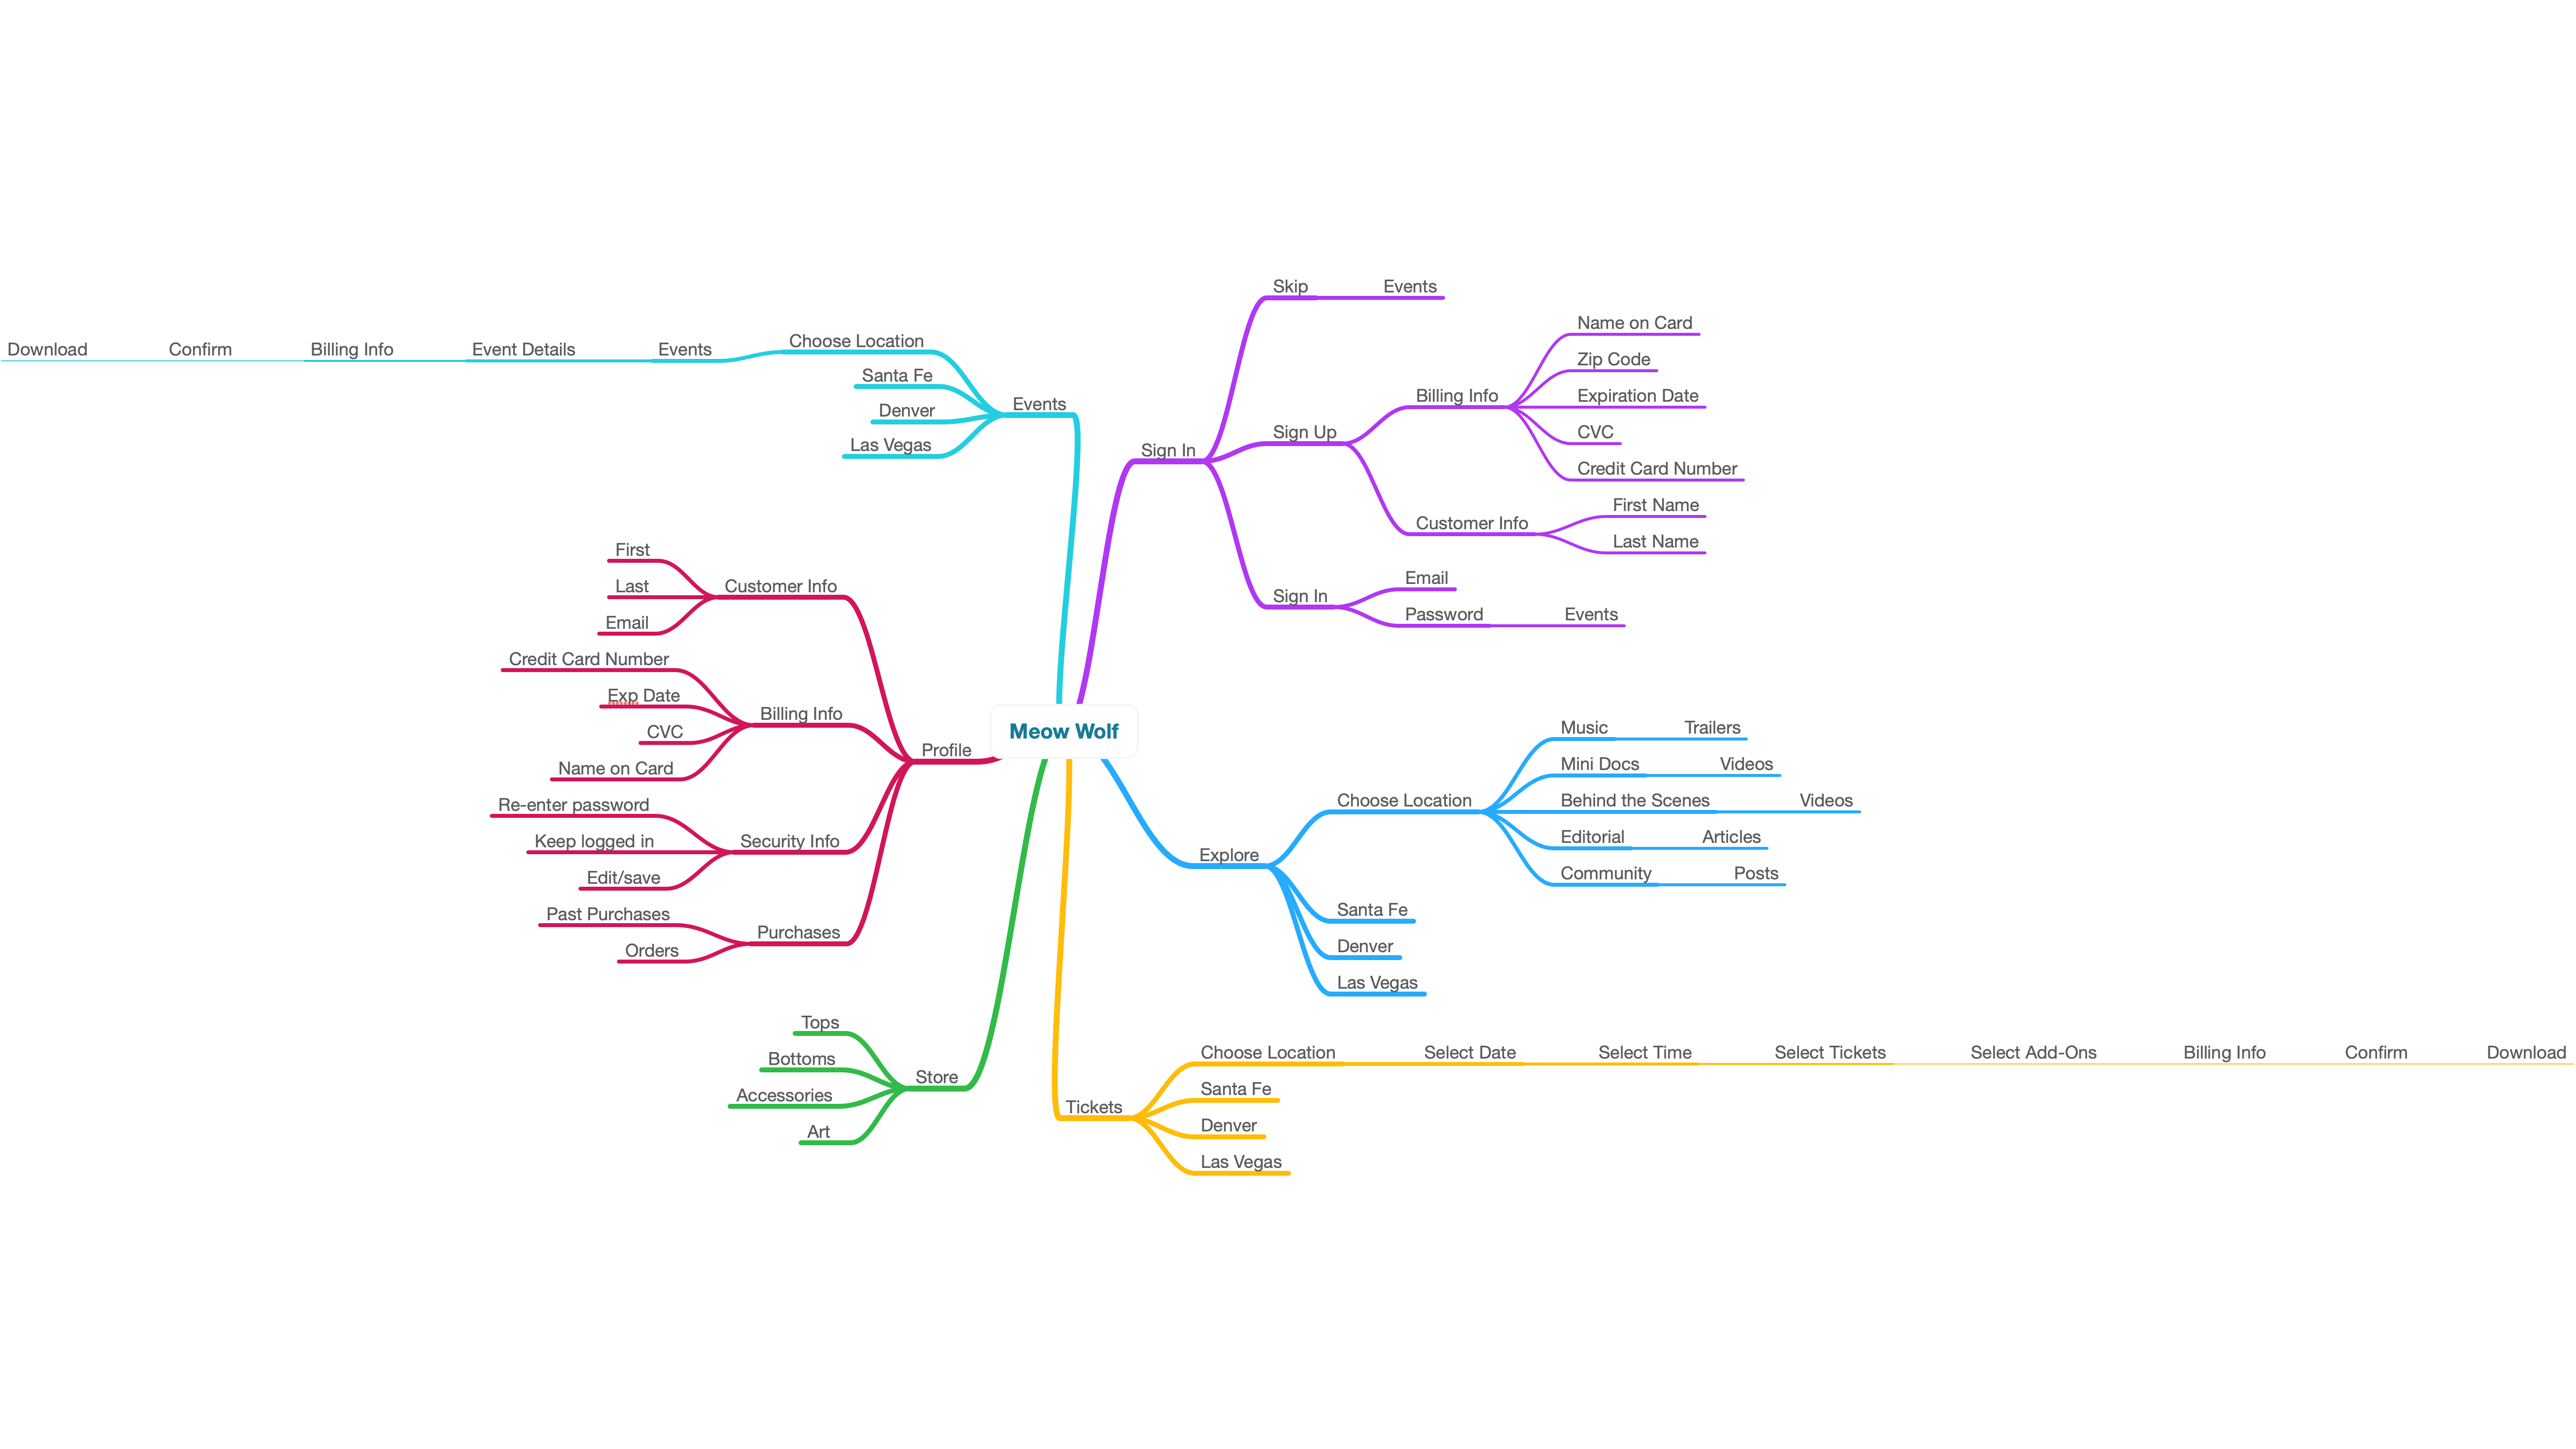 Meow Wolf
Sign In
Skip
Events
Sign Up
Billing Info
Name on Card
Zip Code
Expiration Date
CVC
Credit Card Number
Customer Info
First Name
Last Name
Sign In
Email
Password
Events
Explore
Choose Location
Music
Trailers
Mini Docs
Videos
Behind the Scenes
Videos
Editorial
Articles
Community
Posts
Santa Fe
Denver
Las Vegas
Tickets
Choose Location
Select Date
Select Time
Select Tickets
Select Add-Ons
Billing Info
Confirm
Download
Santa Fe
Denver
Las Vegas
Events
Choose Location
Events
Event Details
Billing Info
Confirm
Download
Santa Fe
Denver
Las Vegas
Profile
Customer Info
First
Last
Email
Billing Info
Credit Card Number
Exp Date
CVC
Name on Card
Security Info
Re-enter password
Keep logged in
Edit/save
Purchases
Past Purchases
Orders
Store
Tops
Bottoms
Accessories
Art